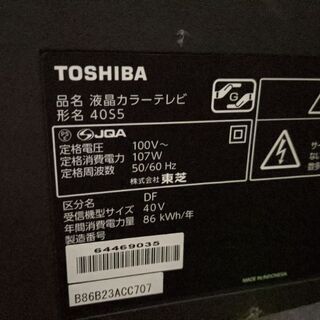 TOSHIBA
品名 液晶カラーテレビ
形名 40S5
G
JQA
定格電圧 : 100V~
定格消費電力 : 107W
定格周波数 : 50/60 Hz
株式会社 東芝
区分名 : DF
受信機型サイズ : 40V
年間消費電力量 : 86 kWh/年
製造番号 :
64469035
B86B23ACC707
MADE IN INDONESIA